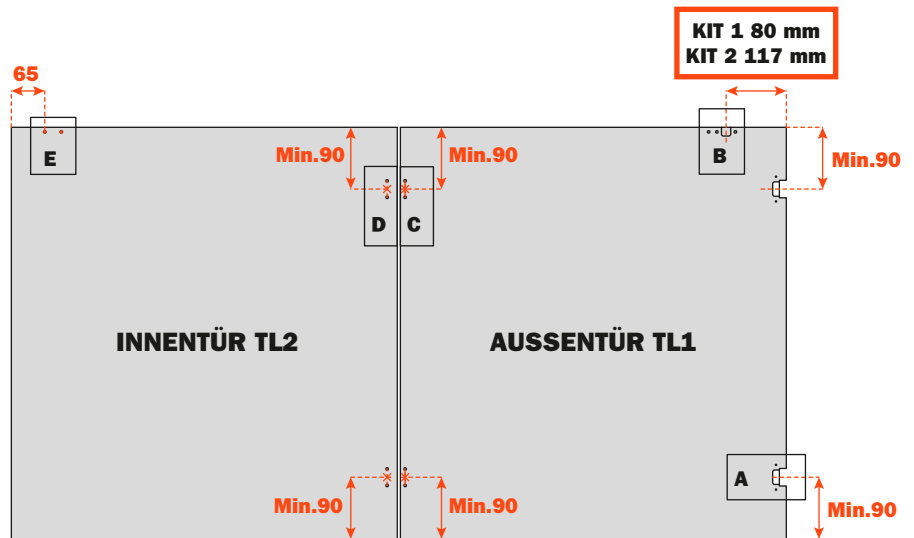 KIT 1 80 mm
KIT 2 117 mm
65
E
Min.90
Min.90
B
Min.90
D
C
INNENTÜR TL2
AUSSENTÜR TL1
A
Min.90
Min.90
Min.90